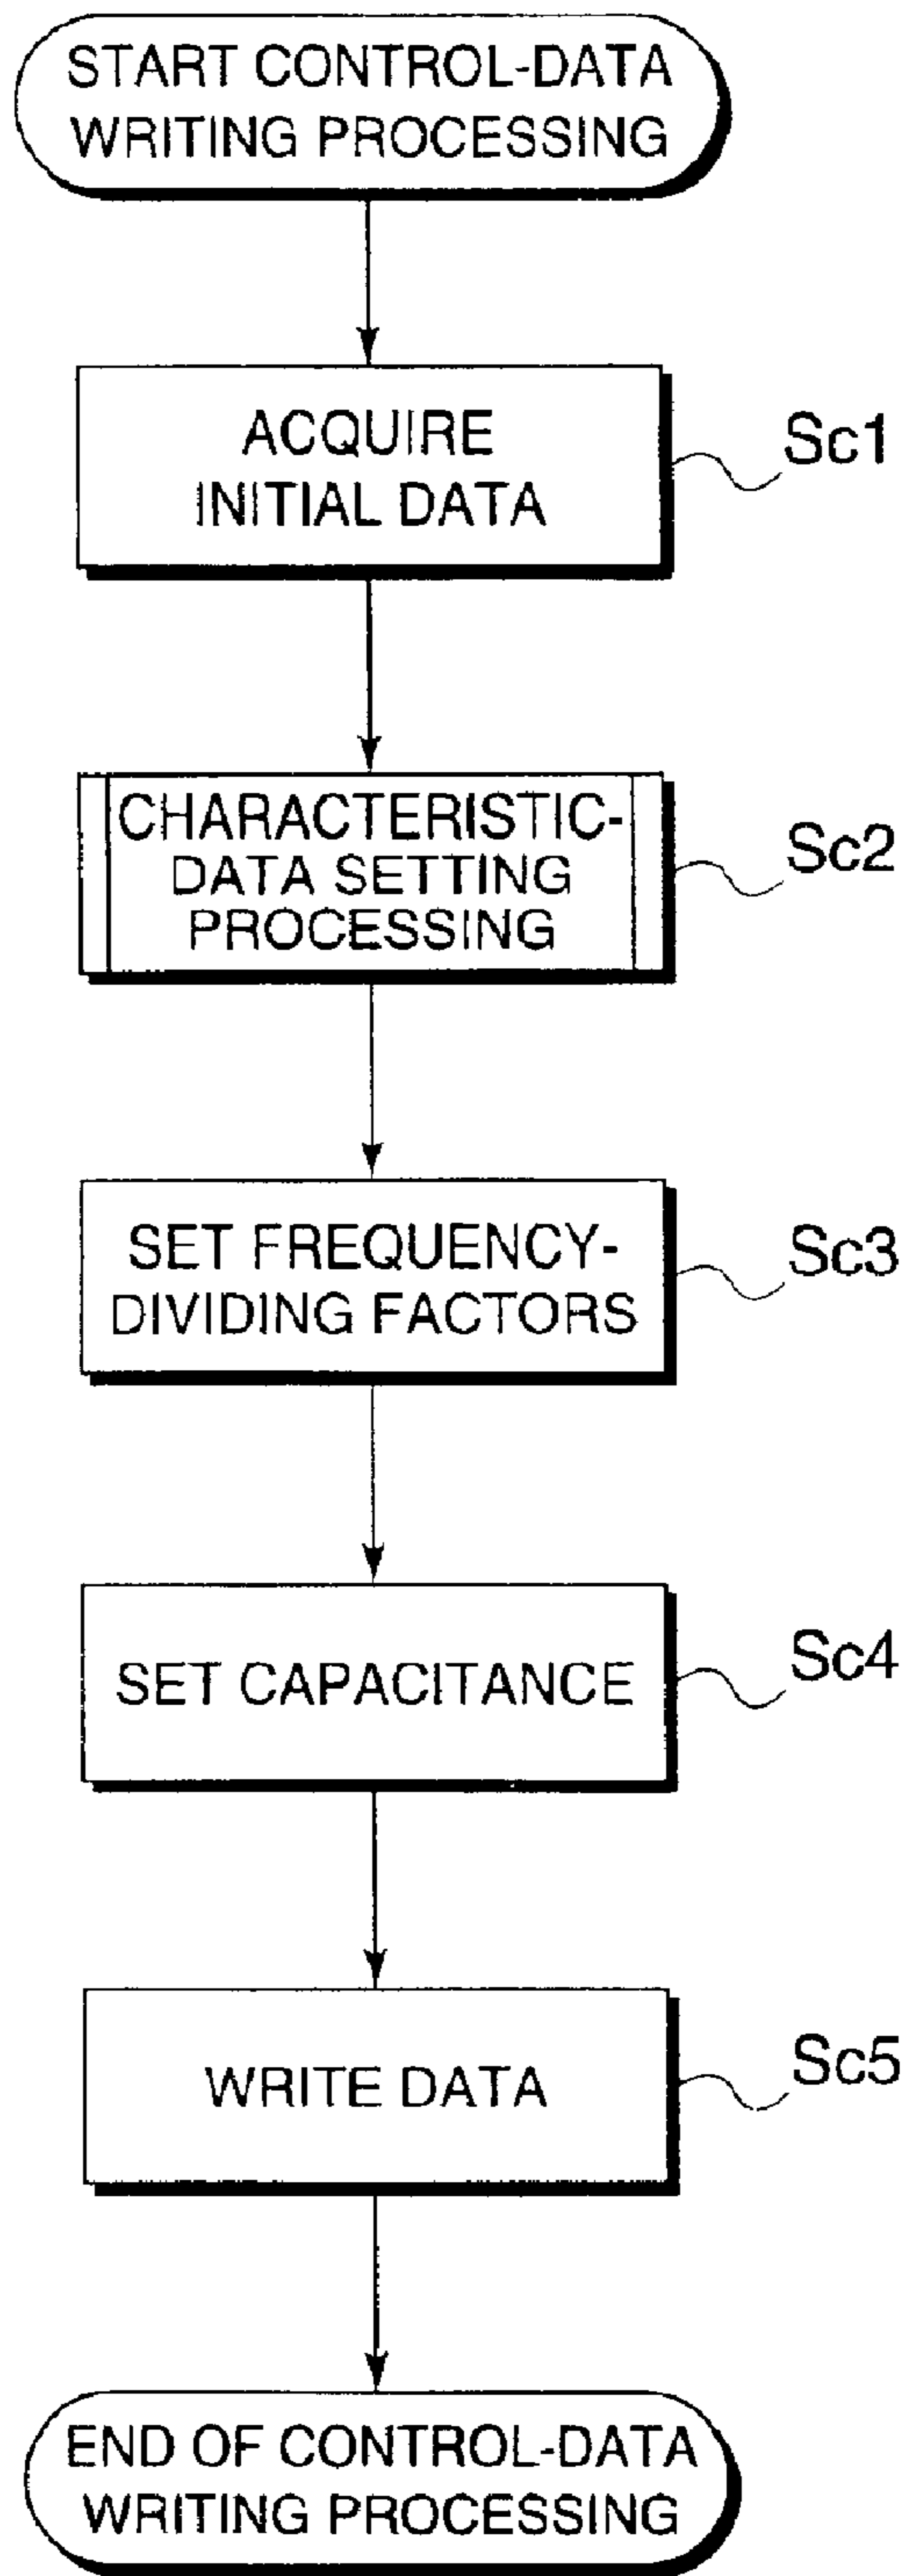 START CONTROL-DATA
WRITING PROCESSING
ACQUIRE
INITIAL DATA
Sc1
CHARACTERISTIC-
DATA SETTING
PROCESSING
Sc2
SET FREQUENCY-
DIVIDING FACTORS
Sc3
SET CAPACITANCE
Sc4
WRITE DATA
Sc5
END OF CONTROL-DATA
WRITING PROCESSING